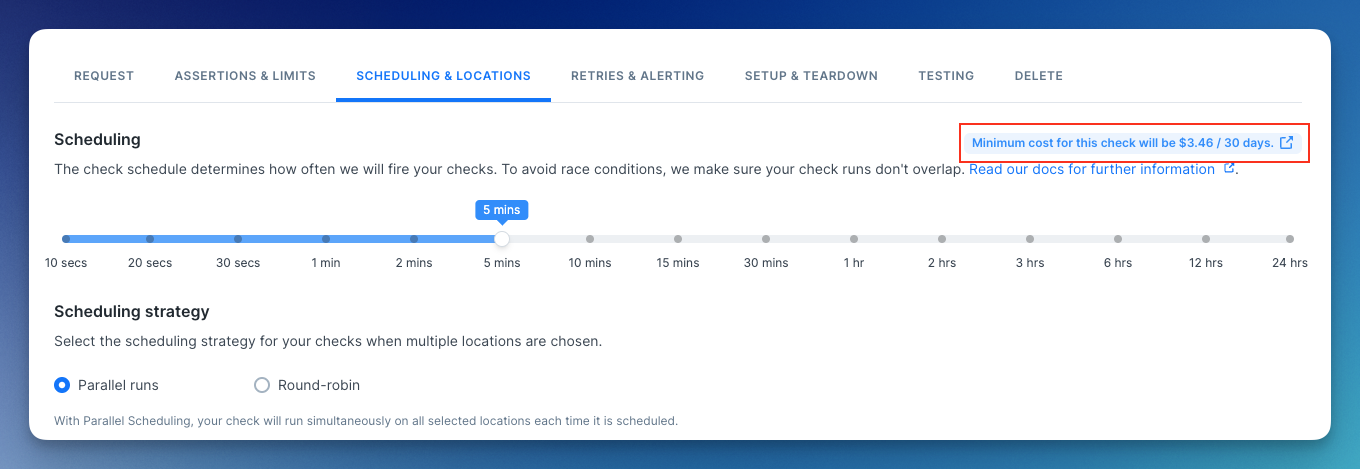 REQUEST ASSERTIONS & LIMITS SCHEDULING & LOCATIONS RETRIES & ALERTING SETUP & TEARDOWN TESTING DELETE
Scheduling
Minimum cost for this check will be $3.46 / 30 days.
The check schedule determines how often we will fire your checks. To avoid race conditions, we make sure your check runs don't overlap. Read our docs for further information .
5 mins
10 secs 20 secs 30 secs 1 min 2 mins 5 mins 10 mins 15 mins 30 mins 1 hr 2 hrs 3 hrs 6 hrs 12 hrs 24 hrs
Scheduling strategy
Select the scheduling strategy for your checks when multiple locations are chosen.
Parallel runs Round-robin
With Parallel Scheduling, your check will run simultaneously on all selected locations each time it is scheduled.